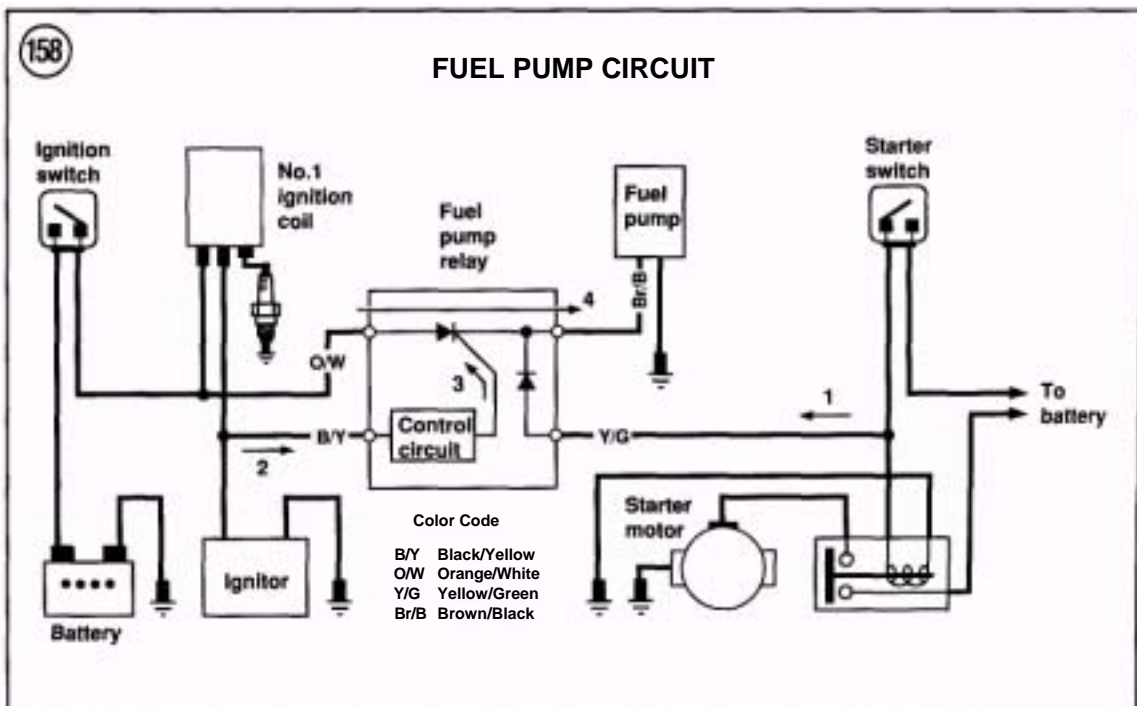 158
FUEL PUMP CIRCUIT
Ignition
switch
No.1
ignition
coil
Fuel
pump
relay
Fuel
pump
Starter
switch
Br/B
4
O/W
3
Control
circuit
B/Y
2
Y/G
1
To
battery
Battery
Ignitor
Starter
motor
Color Code
B/Y Black/Yellow
O/W Orange/White
Y/G Yellow/Green
Br/B Brown/Black